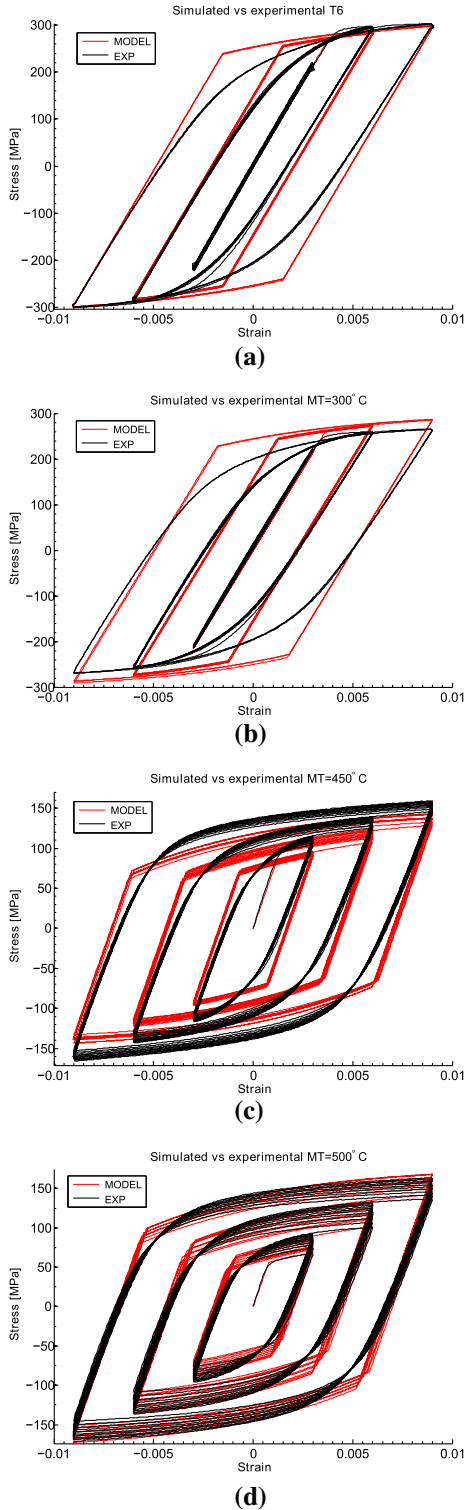 Simulated vs experimental T6
MODEL
EXP
Stress [MPa]
300
200
100
0
−100
−200
−300
−0.01
−0.005
0
0.005
0.01
Strain
(a)
Simulated vs experimental MT=300°C
MODEL
EXP
Stress [MPa]
300
200
100
0
−100
−200
−300
−0.01
−0.005
0
0.005
0.01
Strain
(b)
Simulated vs experimental MT=450°C
MODEL
EXP
Stress [MPa]
150
100
50
0
−50
−100
−150
−0.01
−0.005
0
0.005
0.01
Strain
(c)
Simulated vs experimental MT=500°C
MODEL
EXP
Stress [MPa]
150
100
50
0
−50
−100
−150
−0.01
−0.005
0
0.005
0.01
Strain
(d)